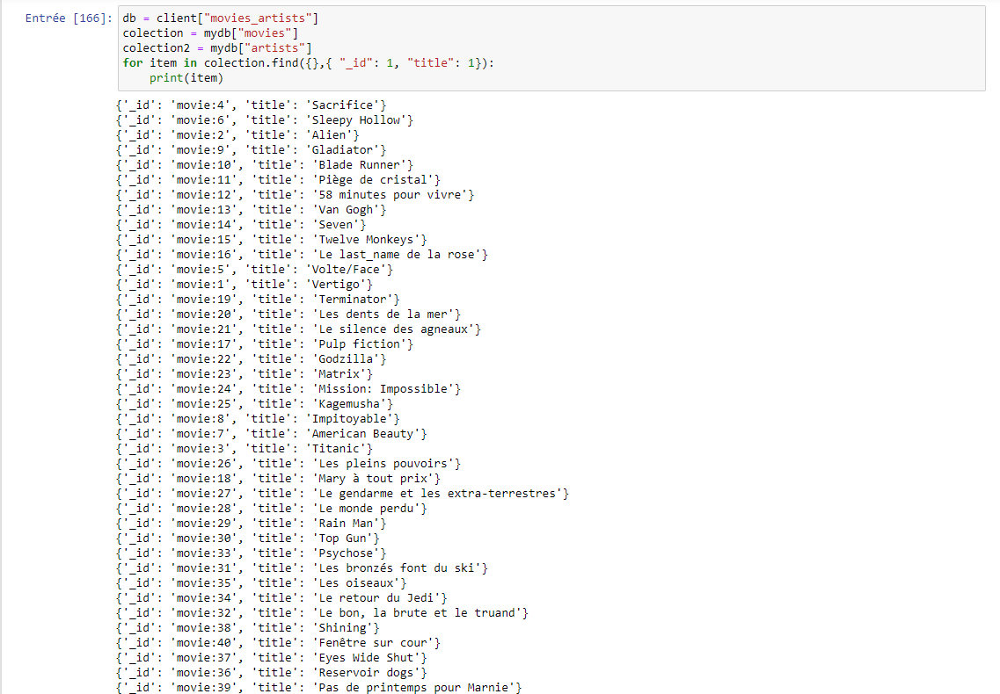 Entrée [166]: db = client["movies_artists"]
colection = mydb["movies"]
colection2 = mydb["artists"]
for item in colection.find({},{ "_id": 1, "title": 1}):
    print(item)
{'_id': 'movie:4', 'title': 'Sacrifice'}
{'_id': 'movie:6', 'title': 'Sleepy Hollow'}
{'_id': 'movie:2', 'title': 'Alien'}
{'_id': 'movie:9', 'title': 'Gladiator'}
{'_id': 'movie:10', 'title': 'Blade Runner'}
{'_id': 'movie:11', 'title': 'Piège de cristal'}
{'_id': 'movie:12', 'title': '58 minutes pour vivre'}
{'_id': 'movie:13', 'title': 'Van Gogh'}
{'_id': 'movie:14', 'title': 'Seven'}
{'_id': 'movie:15', 'title': 'Twelve Monkeys'}
{'_id': 'movie:16', 'title': 'Le last_name de la rose'}
{'_id': 'movie:5', 'title': 'Volte/Face'}
{'_id': 'movie:1', 'title': 'Vertigo'}
{'_id': 'movie:19', 'title': 'Terminator'}
{'_id': 'movie:20', 'title': 'Les dents de la mer'}
{'_id': 'movie:21', 'title': 'Le silence des agneaux'}
{'_id': 'movie:17', 'title': 'Pulp fiction'}
{'_id': 'movie:22', 'title': 'Godzilla'}
{'_id': 'movie:23', 'title': 'Matrix'}
{'_id': 'movie:24', 'title': 'Mission: Impossible'}
{'_id': 'movie:25', 'title': 'Kagemusha'}
{'_id': 'movie:8', 'title': 'Impitoyable'}
{'_id': 'movie:7', 'title': 'American Beauty'}
{'_id': 'movie:3', 'title': 'Titanic'}
{'_id': 'movie:26', 'title': 'Les pleins pouvoirs'}
{'_id': 'movie:18', 'title': 'Mary à tout prix'}
{'_id': 'movie:27', 'title': 'Le gendarme et les extra-terrestres'}
{'_id': 'movie:28', 'title': 'Le monde perdu'}
{'_id': 'movie:29', 'title': 'Rain Man'}
{'_id': 'movie:30', 'title': 'Top Gun'}
{'_id': 'movie:33', 'title': 'Psychose'}
{'_id': 'movie:31', 'title': 'Les bronzés font du ski'}
{'_id': 'movie:35', 'title': 'Les oiseaux'}
{'_id': 'movie:34', 'title': 'Le retour du Jedi'}
{'_id': 'movie:32', 'title': 'Le bon, la brute et le truand'}
{'_id': 'movie:38', 'title': 'Shining'}
{'_id': 'movie:40', 'title': 'Fenêtre sur cour'}
{'_id': 'movie:37', 'title': 'Eyes Wide Shut'}
{'_id': 'movie:36', 'title': 'Reservoir dogs'}
{'_id': 'movie:39', 'title': 'Pas de printemps pour Marnie'}